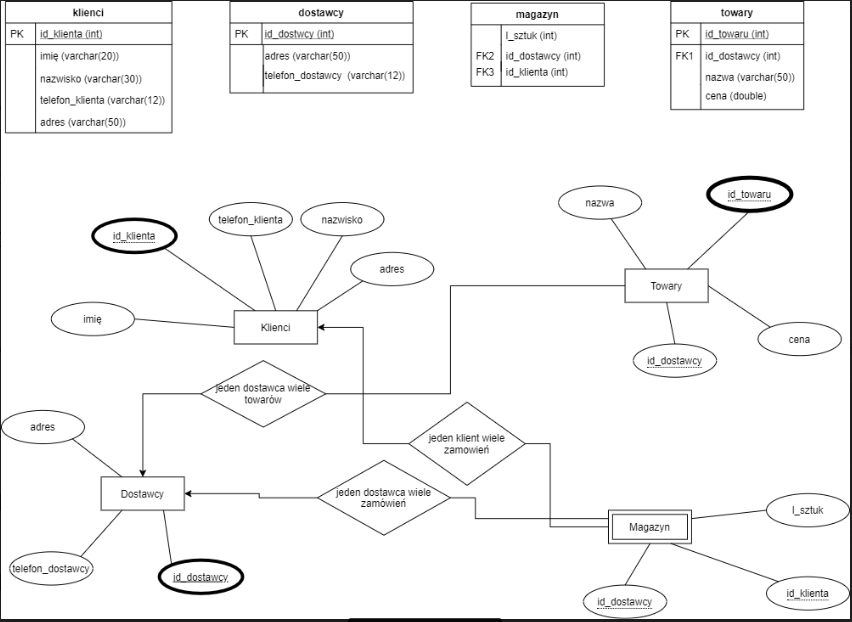 klienci
PK id_klienta (int)
imię (varchar(20))
nazwisko (varchar(30))
telefon_klienta (varchar(12))
adres (varchar(50))
dostawcy
PK id_dostwcy (int)
adres (varchar(50))
telefon_dostawcy (varchar(12))
magazyn
l_sztuk (int)
FK2 id_dostawcy (int)
FK3 id_klienta (int)
towary
PK id_towaru (int)
FK1 id_dostawcy (int)
nazwa (varchar(50))
cena (double)
id_klienta
telefon_klienta
nazwisko
adres
imię
Klienci
nazwa
id_towaru
Towary
cena
id_dostawcy
jeden dostawca wiele
towarów
jeden klient wiele
zamowień
jeden dostawca wiele
zamówień
adres
Dostawcy
telefon_dostawcy
id_dostawcy
Magazyn
l_sztuk
id_klienta
id_dostawcy